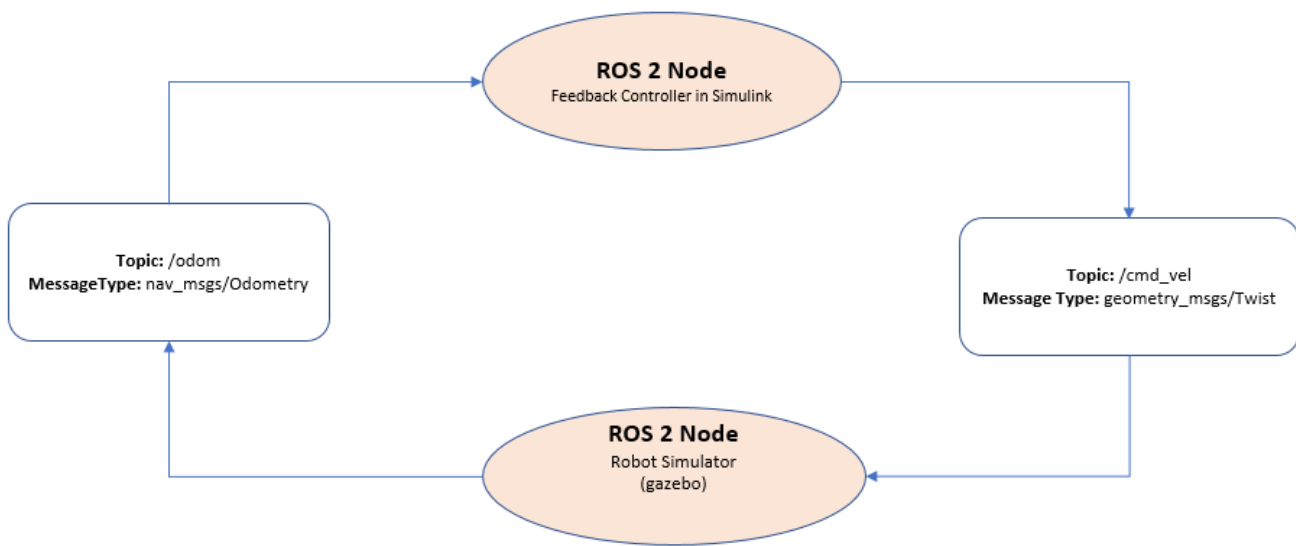 ROS 2 Node
Feedback Controller in Simulink
Topic: /odom
MessageType: nav_msgs/Odometry
Topic: /cmd_vel
Message Type: geometry_msgs/Twist
ROS 2 Node
Robot Simulator
(gazebo)